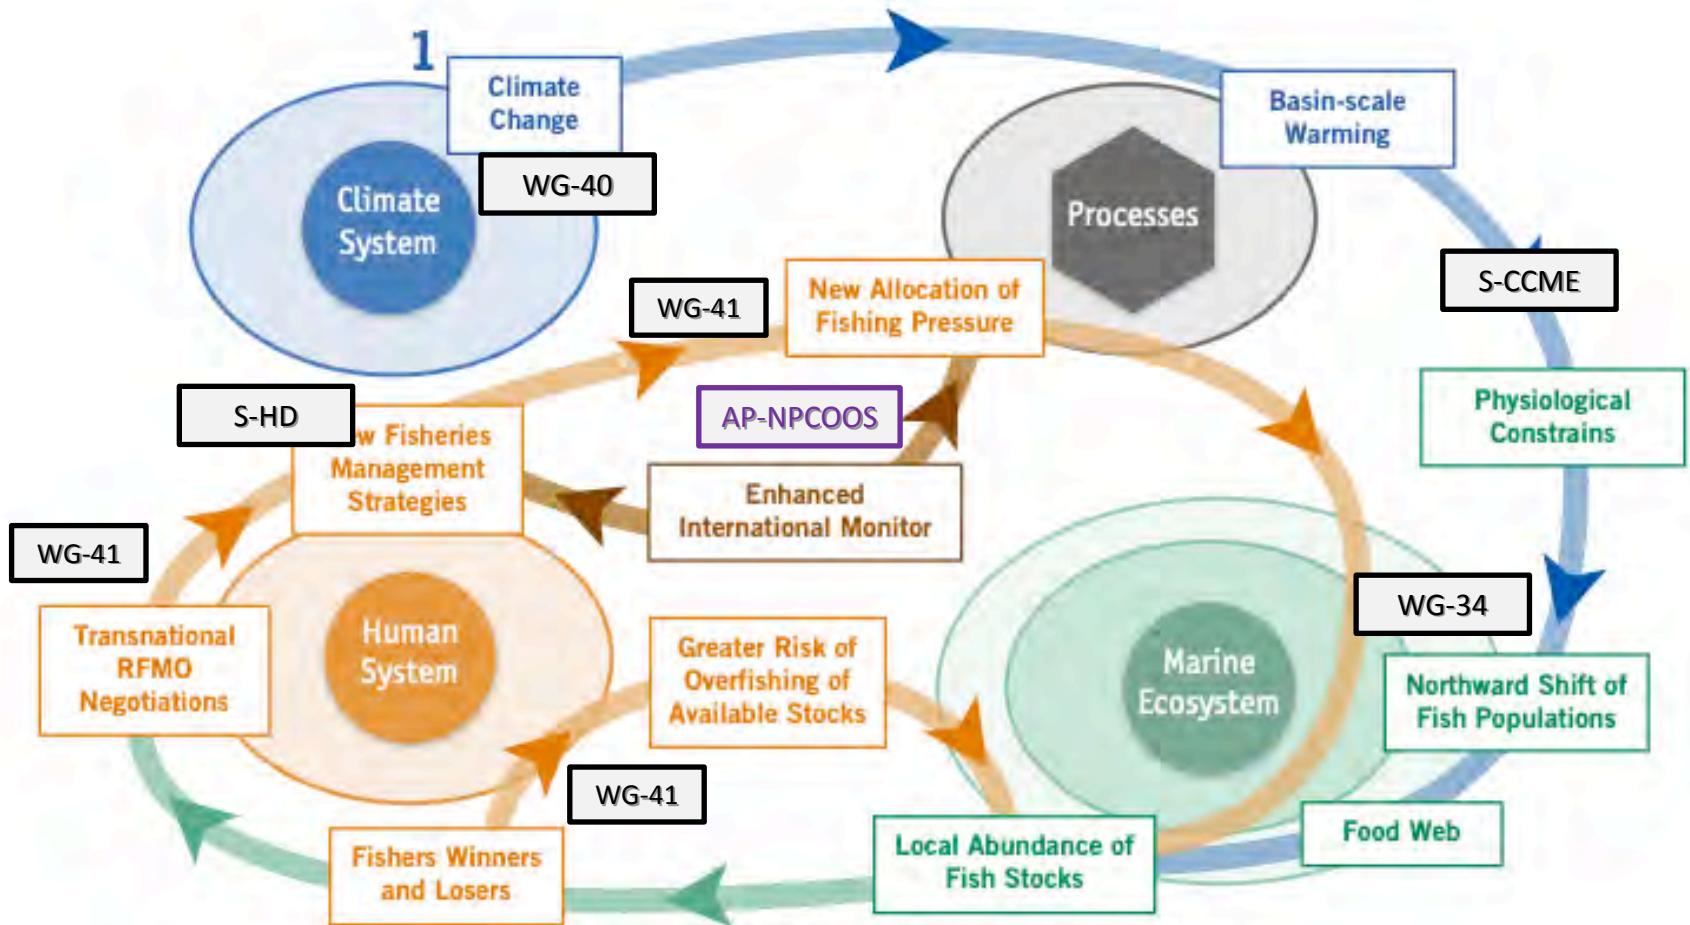 1
Climate
Change
Basin-scale
Warming
WG-40
Climate
System
Processes
S-CCME
WG-41
New Allocation of
Fishing Pressure
S-HD
ew Fisheries
Management
Strategies
AP-NPCOOS
Physiological
Constrains
Enhanced
International Monitor
WG-41
WG-34
Transnational
RFMO
Negotiations
Human
System
Greater Risk of
Overfishing of
Available Stocks
Marine
Ecosystem
Northward Shift of
Fish Populations
WG-41
Fishers Winners
and Losers
Local Abundance of
Fish Stocks
Food Web